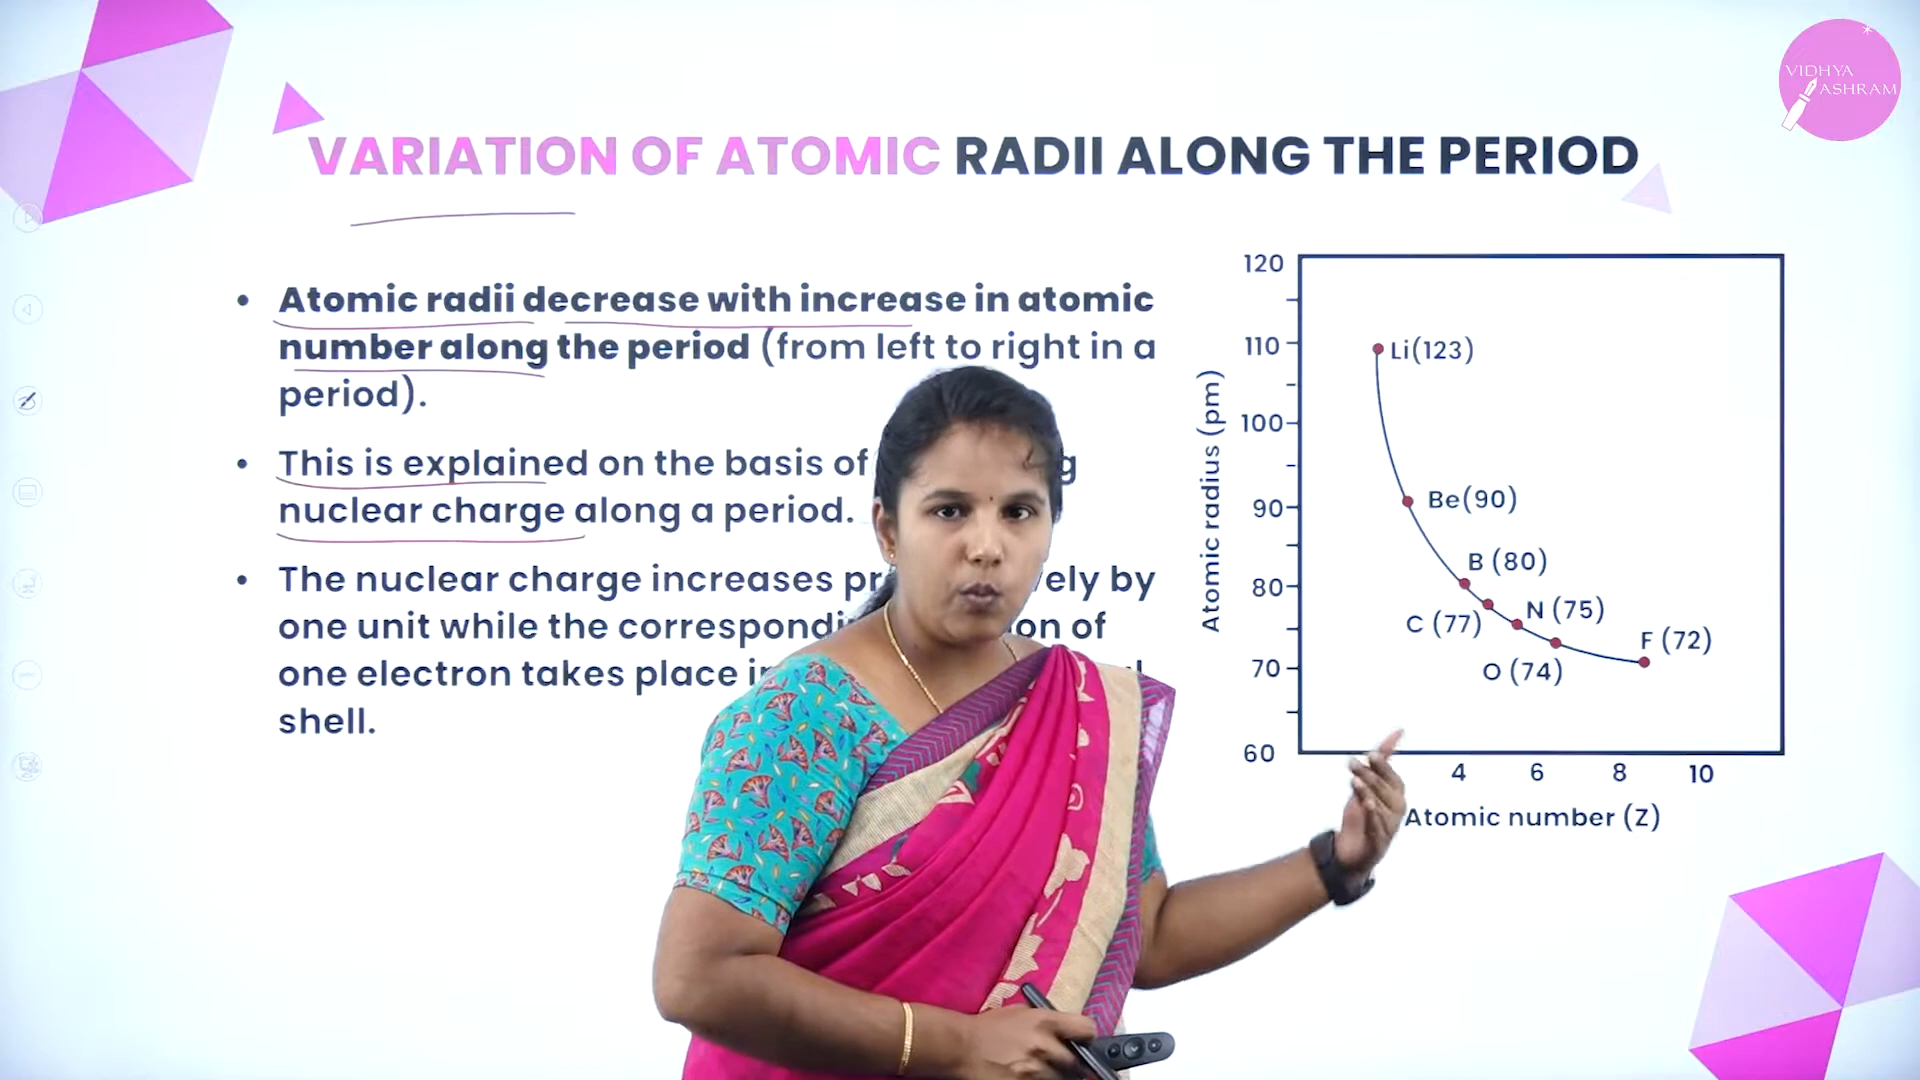 VIDHYA
ASHRAM
VARIATION OF ATOMIC RADII ALONG THE PERIOD
• Atomic radii decrease with increase in atomic
number along the period (from left to right in a
period).
• This is explained on the basis of
nuclear charge along a period.
• The nuclear charge increases by
one unit while the of
one electron takes place
shell.
120
110
100
90
80
70
60
Atomic radius (pm)
Li(123)
Be(90)
B (80)
C (77)
N (75)
O (74)
F (72)
4 6 8 10
Atomic number (Z)